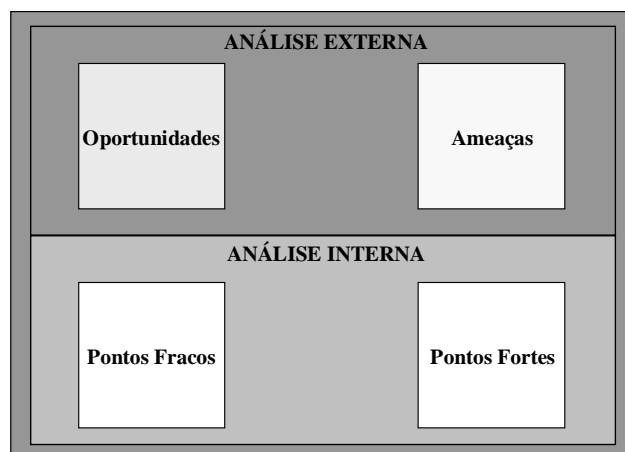 ANÁLISE EXTERNA
Oportunidades
Ameaças
ANÁLISE INTERNA
Pontos Fracos
Pontos Fortes